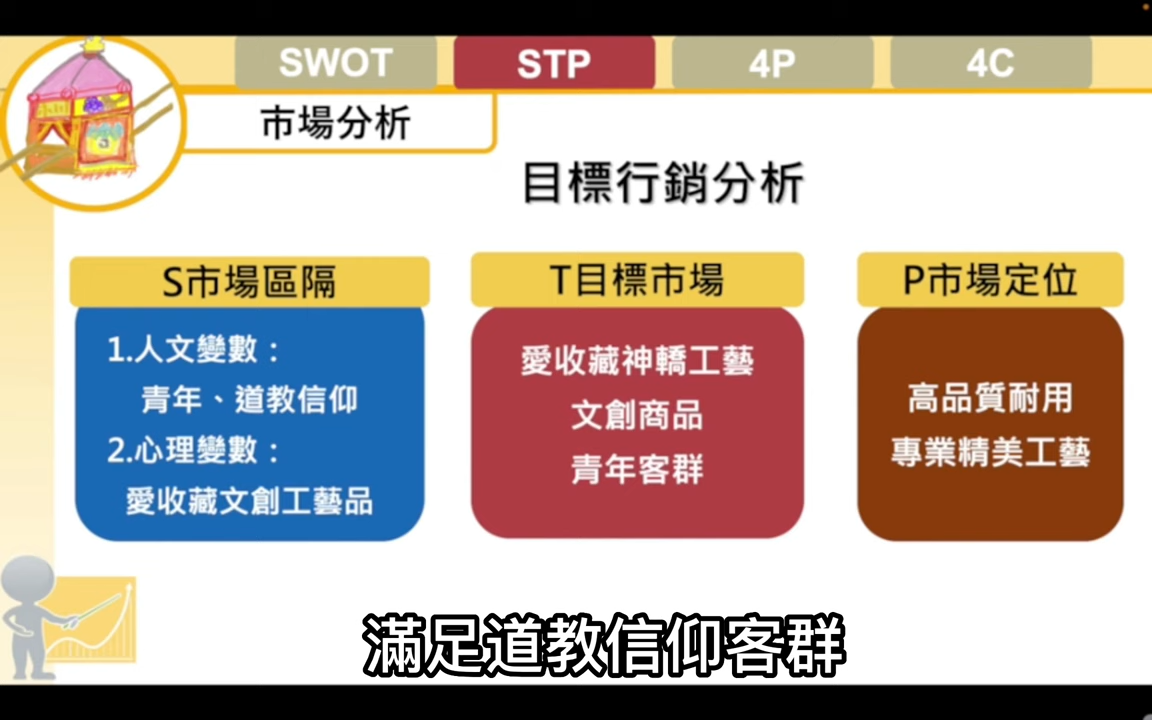 SWOT
STP
4P
4C
市場分析
目標行銷分析
S市場區隔
1.人文變數：
青年、道教信仰
2.心理變數：
愛收藏文創工藝品
T目標市場
愛收藏神轎工藝
文創商品
青年客群
P市場定位
高品質耐用
專業精美工藝
滿足道教信仰客群